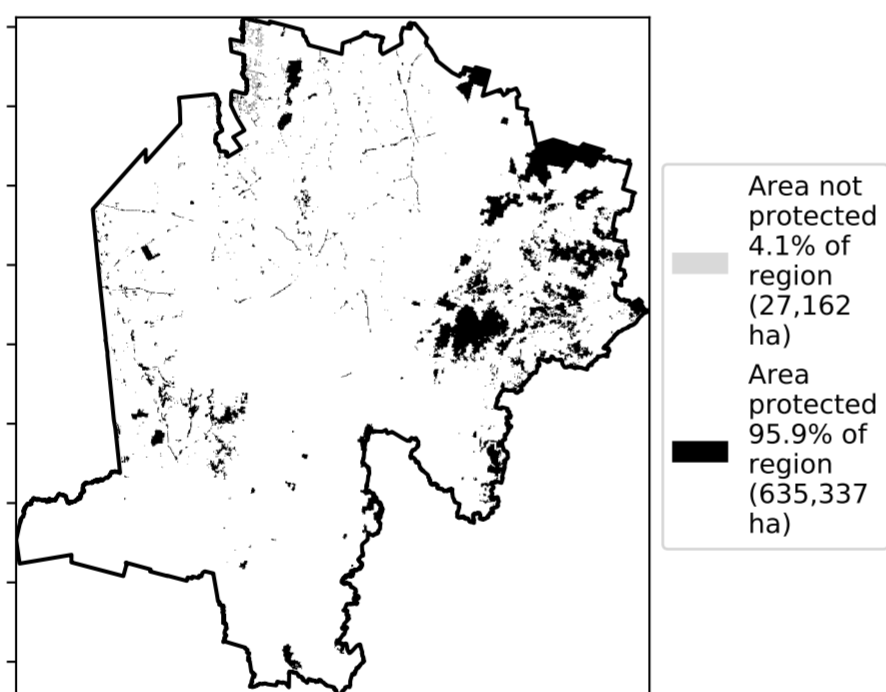 Area not
protected
4.1% of
region
(27,162
ha)
Area
protected
95.9% of
region
(635,337
ha)